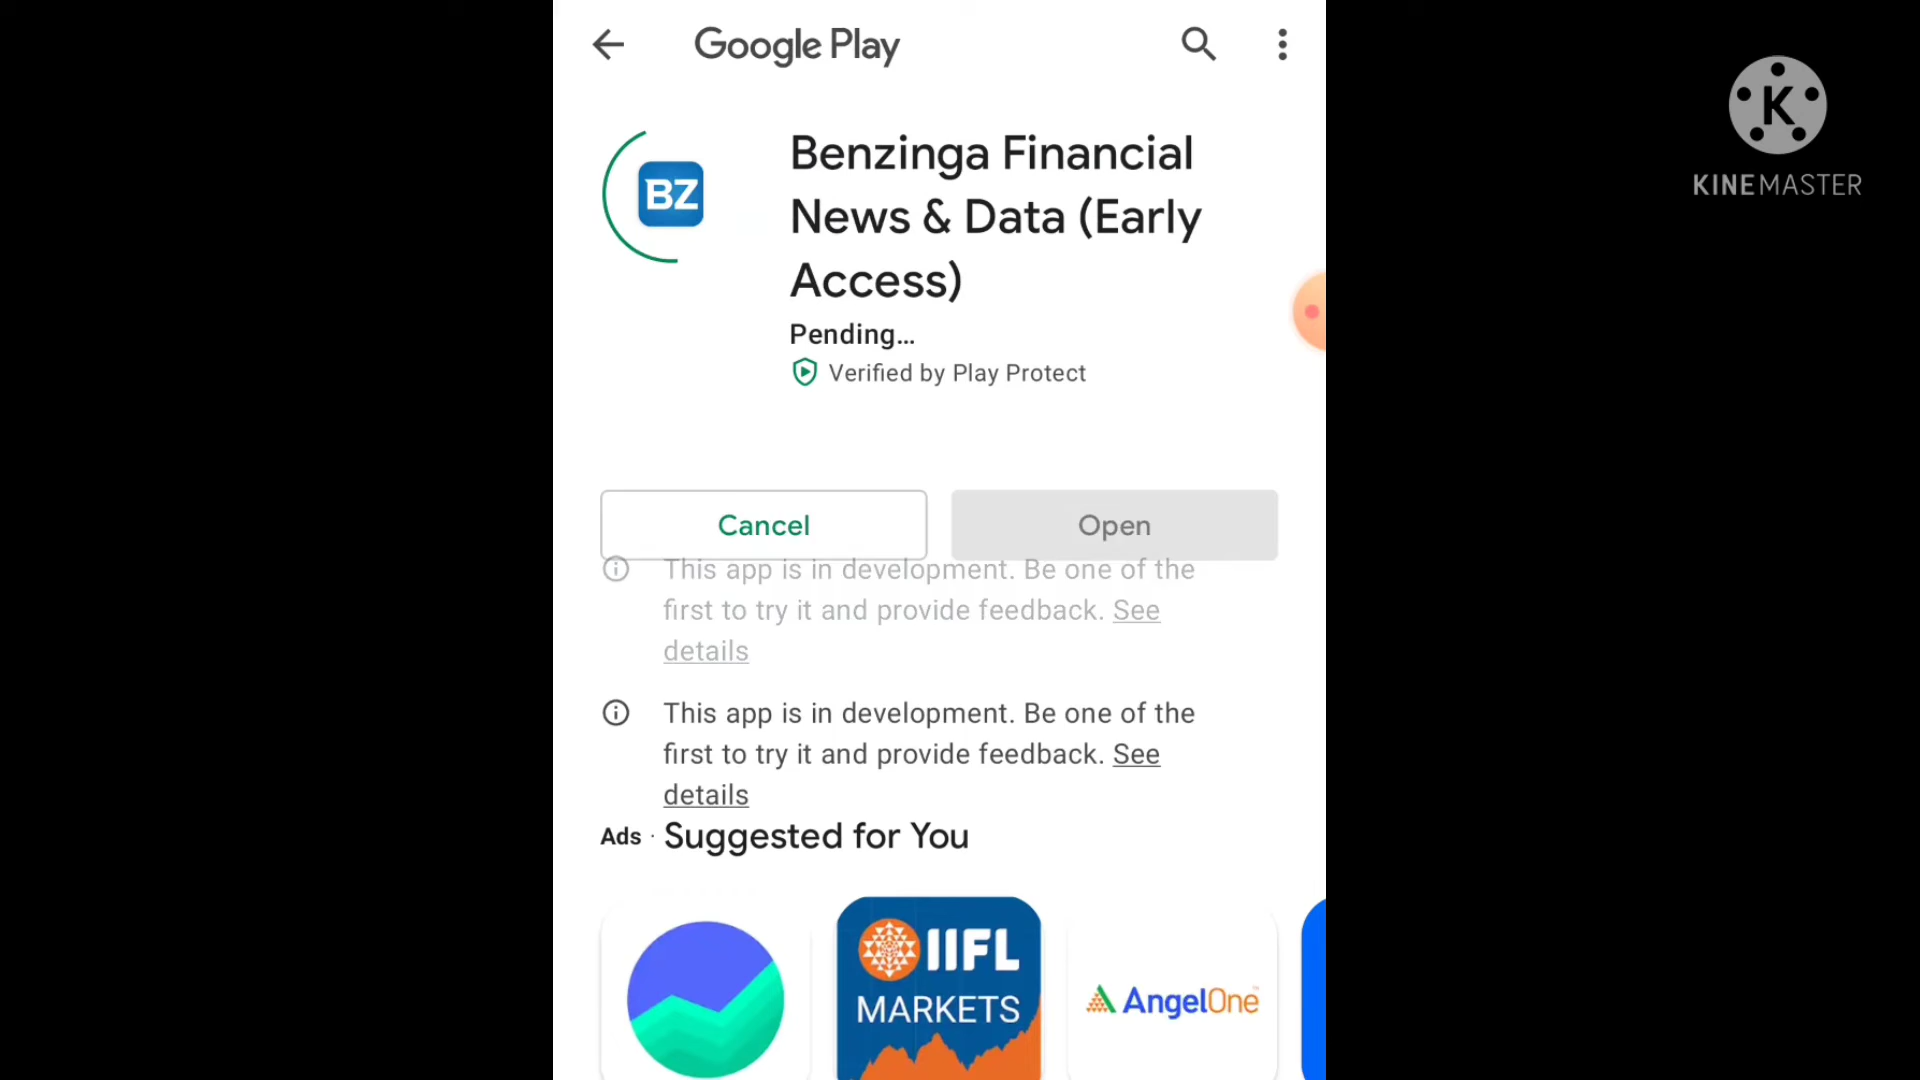 Google Play
K
KINEMASTER
BZ
Benzinga Financial
News & Data (Early
Access)
Pending...
Verified by Play Protect
Cancel
Open
This app is in development. Be one of the
first to try it and provide feedback. See
details
This app is in development. Be one of the
first to try it and provide feedback. See
details
Ads · Suggested for You
IIFL
MARKETS
AngelOne